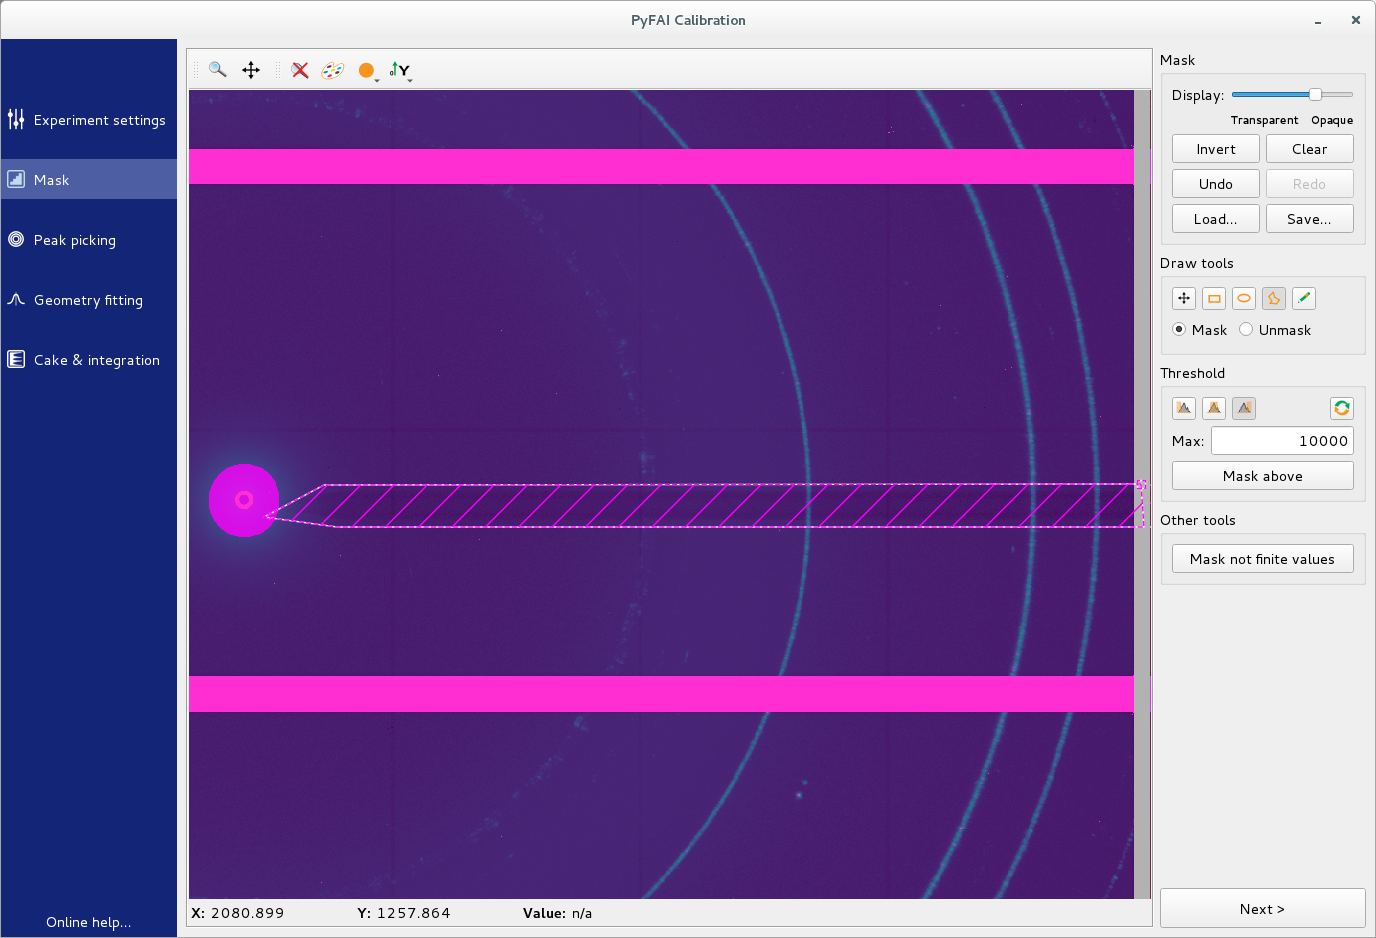 PyFAI Calibration
Experiment settings
Mask
Peak picking
Geometry fitting
Cake & integration
Online help...
Y
X: 2080.899 Y: 1257.864 Value: n/a
Mask
Display:
Transparent Opaque
Invert Clear
Undo Redo
Load... Save...
Draw tools
Mask Unmask
Threshold
Max: 10000
Mask above
Other tools
Mask not finite values
Next >